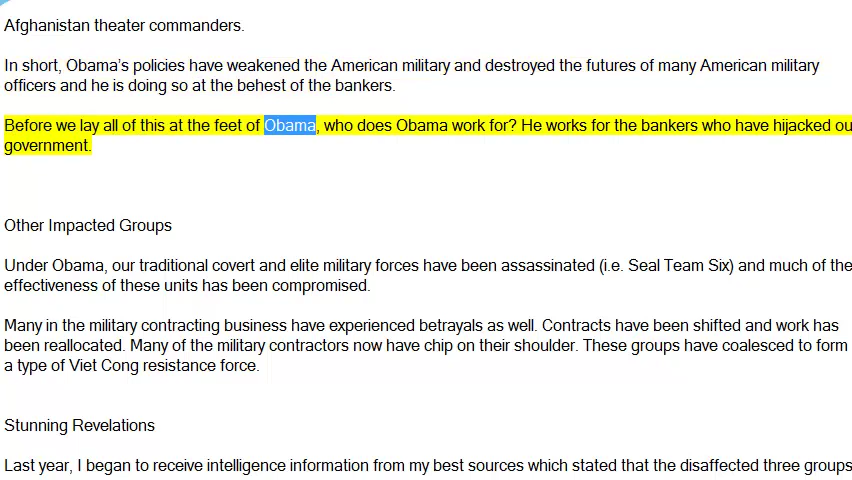 Afghanistan theater commanders.
In short, Obama's policies have weakened the American military and destroyed the futures of many American military
officers and he is doing so at the behest of the bankers.
Before we lay all of this at the feet of Obama, who does Obama work for? He works for the bankers who have hijacked ou
government.
Other Impacted Groups
Under Obama, our traditional covert and elite military forces have been assassinated (i.e. Seal Team Six) and much of the
effectiveness of these units has been compromised.
Many in the military contracting business have experienced betrayals as well. Contracts have been shifted and work has
been reallocated. Many of the military contractors now have chip on their shoulder. These groups have coalesced to form
a type of Viet Cong resistance force.
Stunning Revelations
Last year, I began to receive intelligence information from my best sources which stated that the disaffected three groups